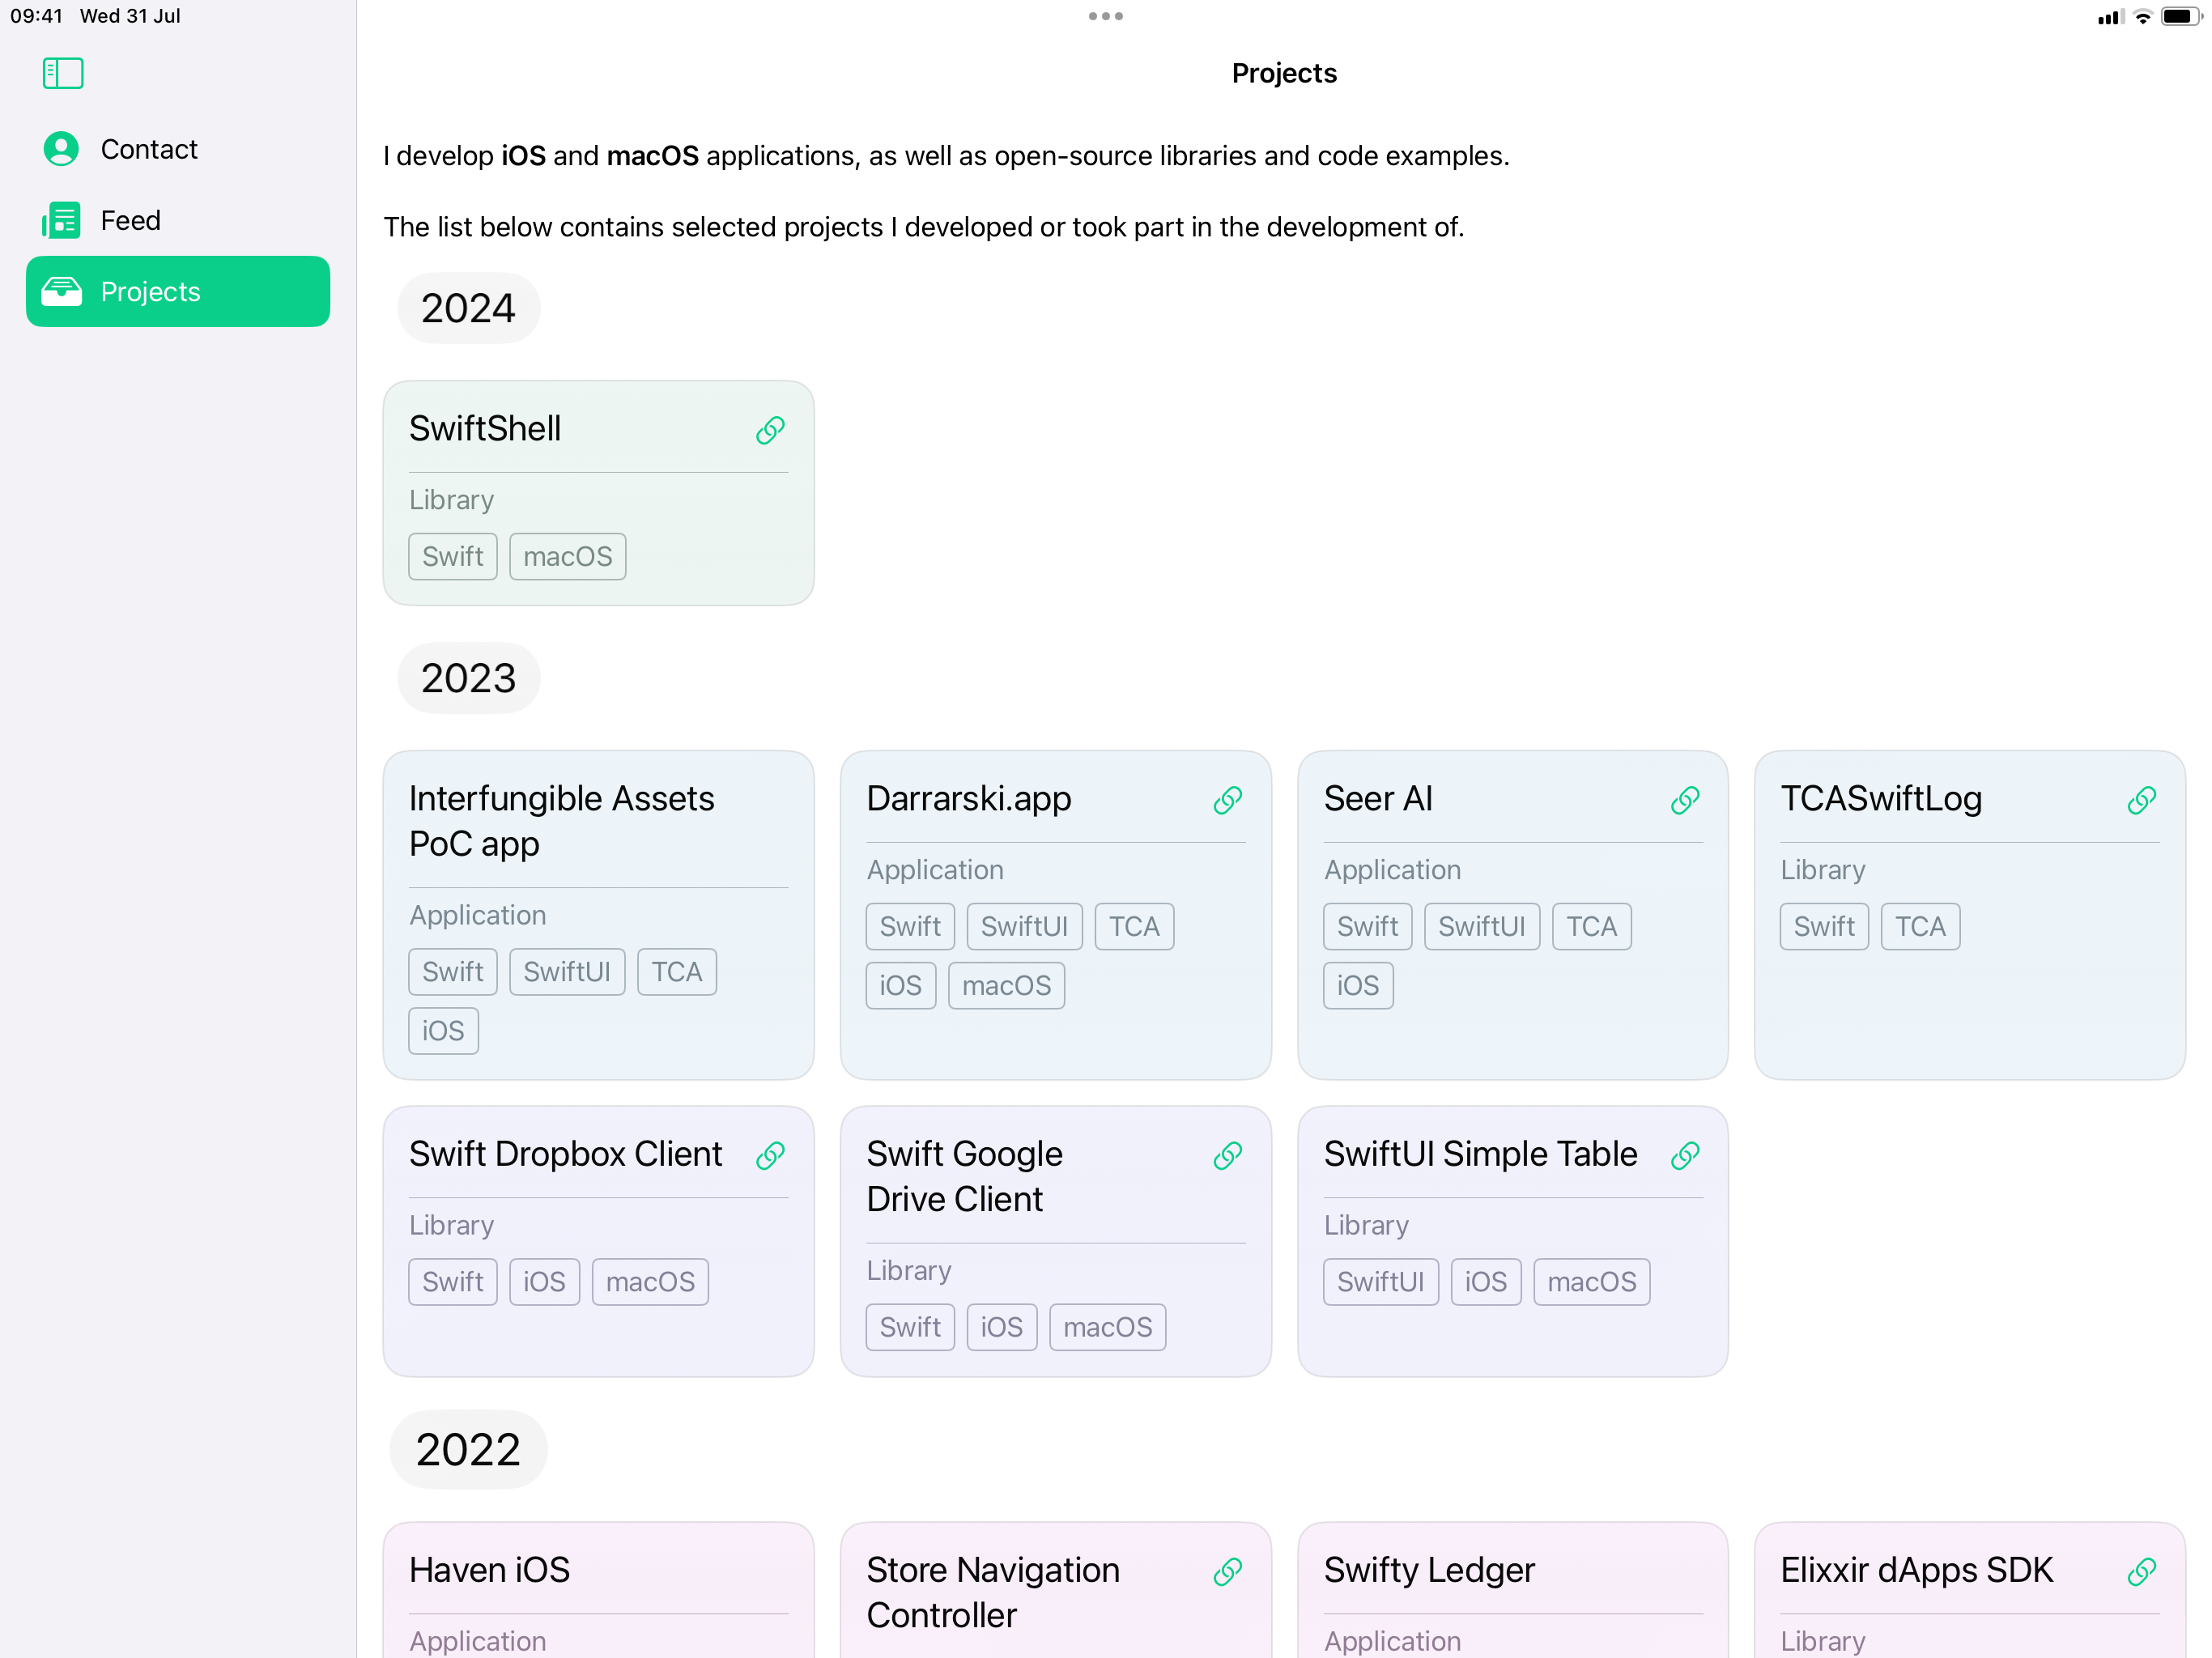 09:41 Wed 31 Jul
Contact
Feed
Projects
Projects
I develop iOS and macOS applications, as well as open-source libraries and code examples.
The list below contains selected projects I developed or took part in the development of.
2024
SwiftShell
Library
Swift macOS
2023
Interfungible Assets
PoC app
Application
Swift SwiftUI TCA
iOS
Darrarski.app
Application
Swift SwiftUI TCA
iOS macOS
Seer AI
Application
Swift SwiftUI TCA
iOS
TCASwiftLog
Library
Swift TCA
Swift Dropbox Client
Library
Swift iOS macOS
Swift Google
Drive Client
Library
Swift iOS macOS
SwiftUI Simple Table
Library
SwiftUI iOS macOS
2022
Haven iOS
Application
Store Navigation
Controller
Swifty Ledger
Application
Elixxir dApps SDK
Library